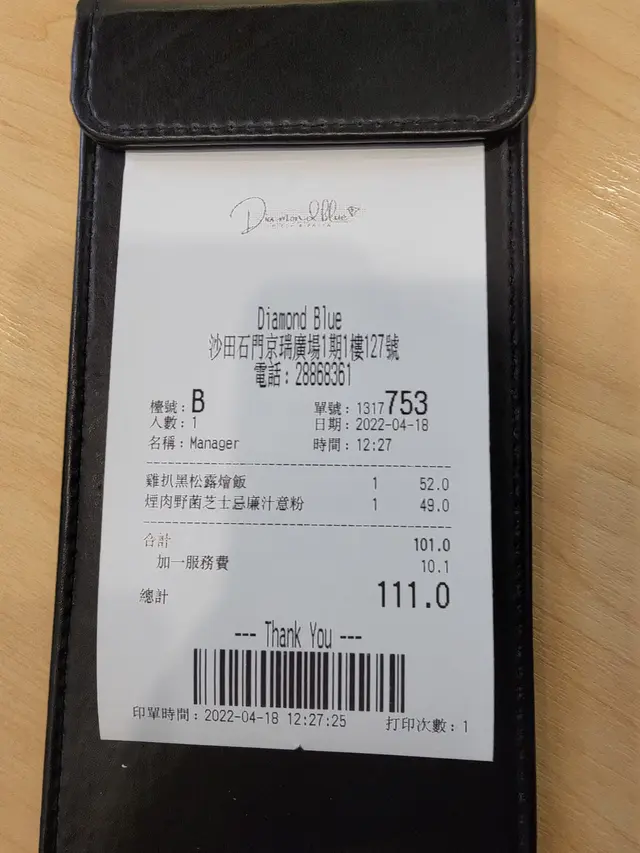 Diamond blue
Diamond Blue
沙田石門京瑞廣場1期1樓127號
電話：28868361
檯號：B 單號：1317753
人數：1 日期：2022-04-18
名稱：Manager 時間：12:27
雞扒黑松露燴飯 1 52.0
煙肉野菌芝士忌廉汁意粉 1 49.0
合計 101.0
加一服務費 10.1
總計 111.0
--- Thank You ---
印單時間：2022-04-18 12:27:25 打印次數：1